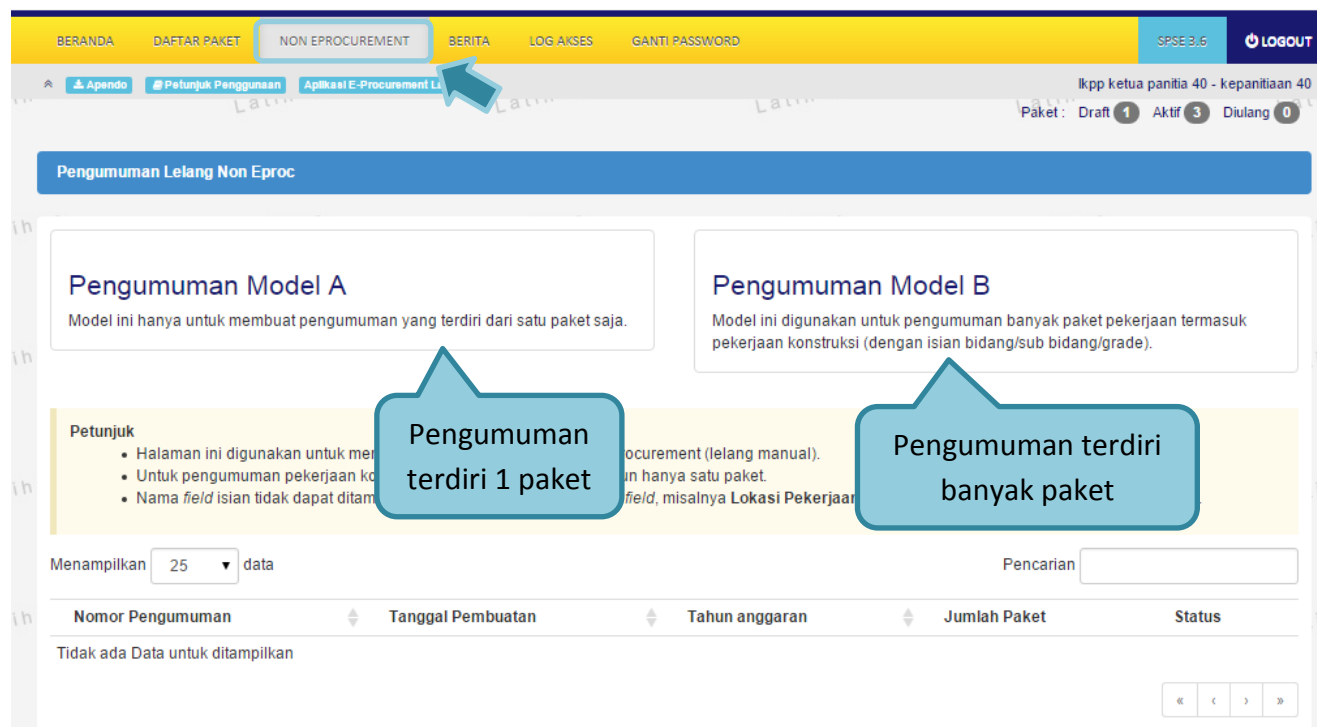 BERANDA DAFTAR PAKET NON EPROCUREMENT BERITA LOG AKSES GANTI PASSWORD SPSE 3.6 LOGOUT
Apendo Petunjuk Penggunaan Aplikasi E-Procurement lkpp ketua panitia 40 - kepanitiaan 40
Paket : Draft 1 Aktif 3 Diulang 0
Pengumuman Lelang Non Eproc
Pengumuman Model A
Model ini hanya untuk membuat pengumuman yang terdiri dari satu paket saja.
Pengumuman Model B
Model ini digunakan untuk pengumuman banyak paket pekerjaan termasuk
pekerjaan konstruksi (dengan isian bidang/sub bidang/grade).
Pengumuman
terdiri 1 paket
Pengumuman terdiri
banyak paket
Petunjuk
Halaman ini digunakan untuk (lelang manual).
Untuk pengumuman pekerjaan hanya satu paket.
Nama field isian tidak dapat field, misalnya Lokasi
Menampilkan 25 data Pencarian
Nomor Pengumuman Tanggal Pembuatan Tahun anggaran Jumlah Paket Status
Tidak ada Data untuk ditampilkan
« ‹ › »